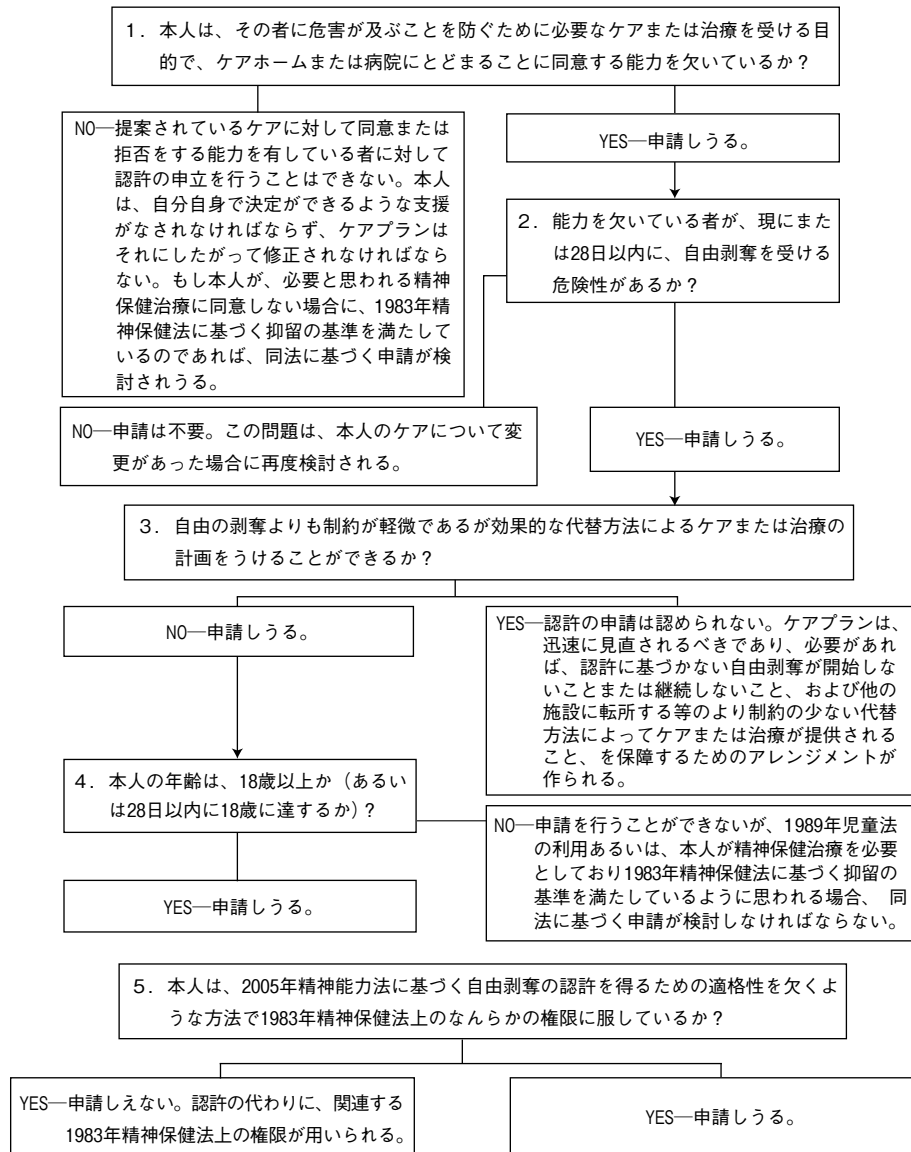 1．本人は、その者に危害が及ぶことを防ぐために必要なケアまたは治療を受ける目
的で、ケアホームまたは病院にとどまることに同意する能力を欠いているか？
NO―提案されているケアに対して同意または
拒否をする能力を有している者に対して
認許の申立を行うことはできない。本人
は、自分自身で決定ができるような支援
がなされなければならず、ケアプランは
それにしたがって修正されなければなら
ない。もし本人が、必要と思われる精神
保健治療に同意しない場合に、1983年精
神保健法に基づく抑留の基準を満たして
いるのであれば、同法に基づく申請が検
討されうる。
YES―申請しうる。
2．能力を欠いている者が、現にまた
は28日以内に、自由剥奪を受ける
危険性があるか？
NO―申請は不要。この問題は、本人のケアについて変
更があった場合に再度検討される。
YES―申請しうる。
3．自由の剥奪よりも制約が軽微であるが効果的な代替方法によるケアまたは治療の
計画をうけることができるか？
NO―申請しうる。
YES―認許の申請は認められない。ケアプランは、
迅速に見直されるべきであり、必要があれ
ば、認許に基づかない自由剥奪が開始しな
いことまたは継続しないこと、および他の
施設に転所する等のより制約の少ない代替
方法によってケアまたは治療が提供される
こと、を保障するためのアレンジメントが
作られる。
4．本人の年齢は、18歳以上か（あるい
は28日以内に18歳に達するか）？
NO―申請を行うことができないが、1989年児童法
の利用あるいは、本人が精神保健治療を必要
としており1983年精神保健法に基づく抑留の
基準を満たしているように思われる場合、 同
法に基づく申請が検討しなければならない。
YES―申請しうる。
5．本人は、2005年精神能力法に基づく自由剥奪の認許を得るための適格性を欠くよ
うな方法で1983年精神保健法上のなんらかの権限に服しているか？
YES―申請しえない。認許の代わりに、関連する
1983年精神保健法上の権限が用いられる。
YES―申請しうる。